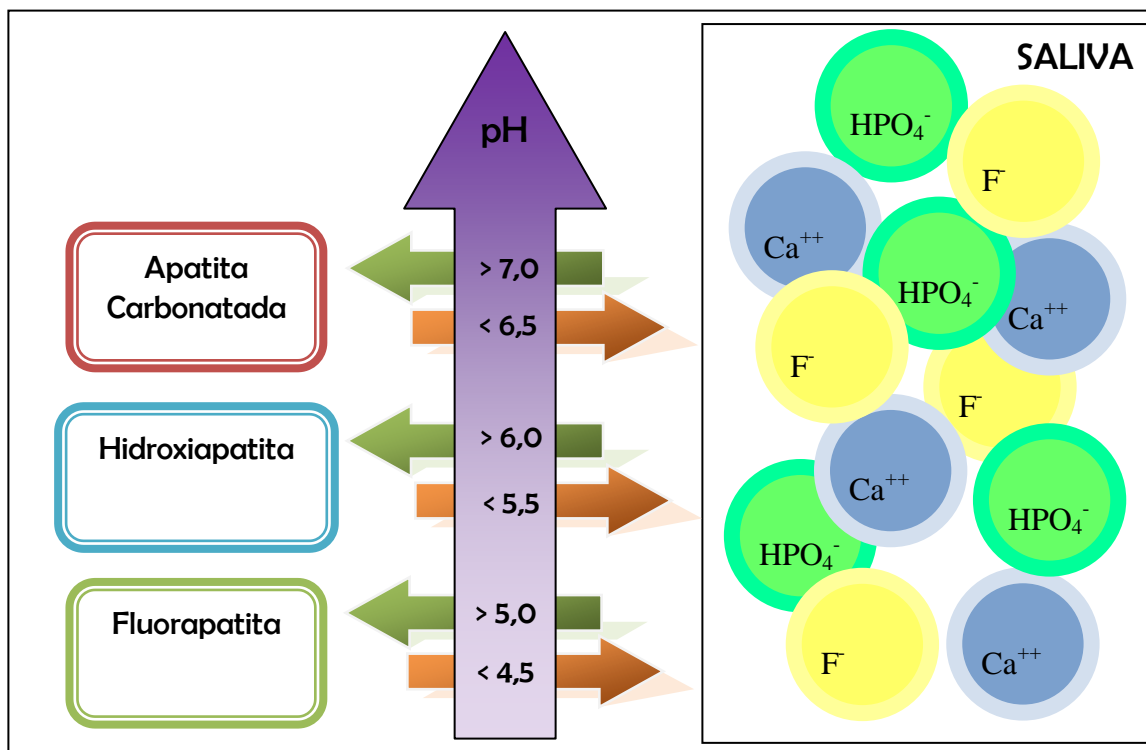 pH
Apatita
Carbonatada
> 7,0
< 6,5
Hidroxiapatita
> 6,0
< 5,5
Fluorapatita
> 5,0
< 4,5
SALIVA
HPO₄⁻
F⁻
Ca⁺⁺
HPO₄⁻
Ca⁺⁺
F⁻
F⁻
Ca⁺⁺
HPO₄⁻
HPO₄⁻
F⁻
Ca⁺⁺